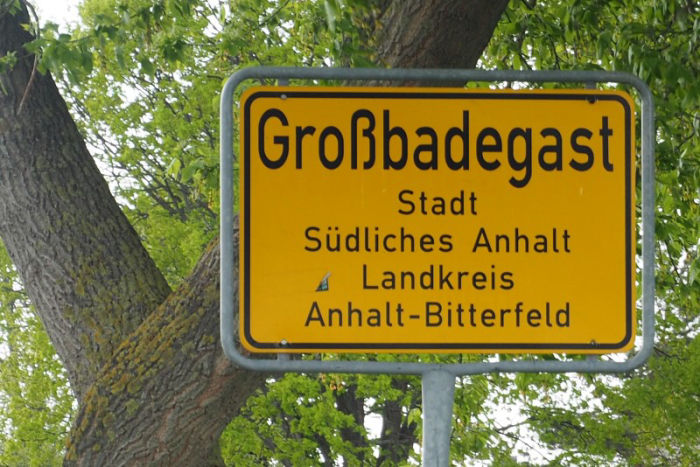 Großbadegast
Stadt
Südliches Anhalt
Landkreis
Anhalt-Bitterfeld